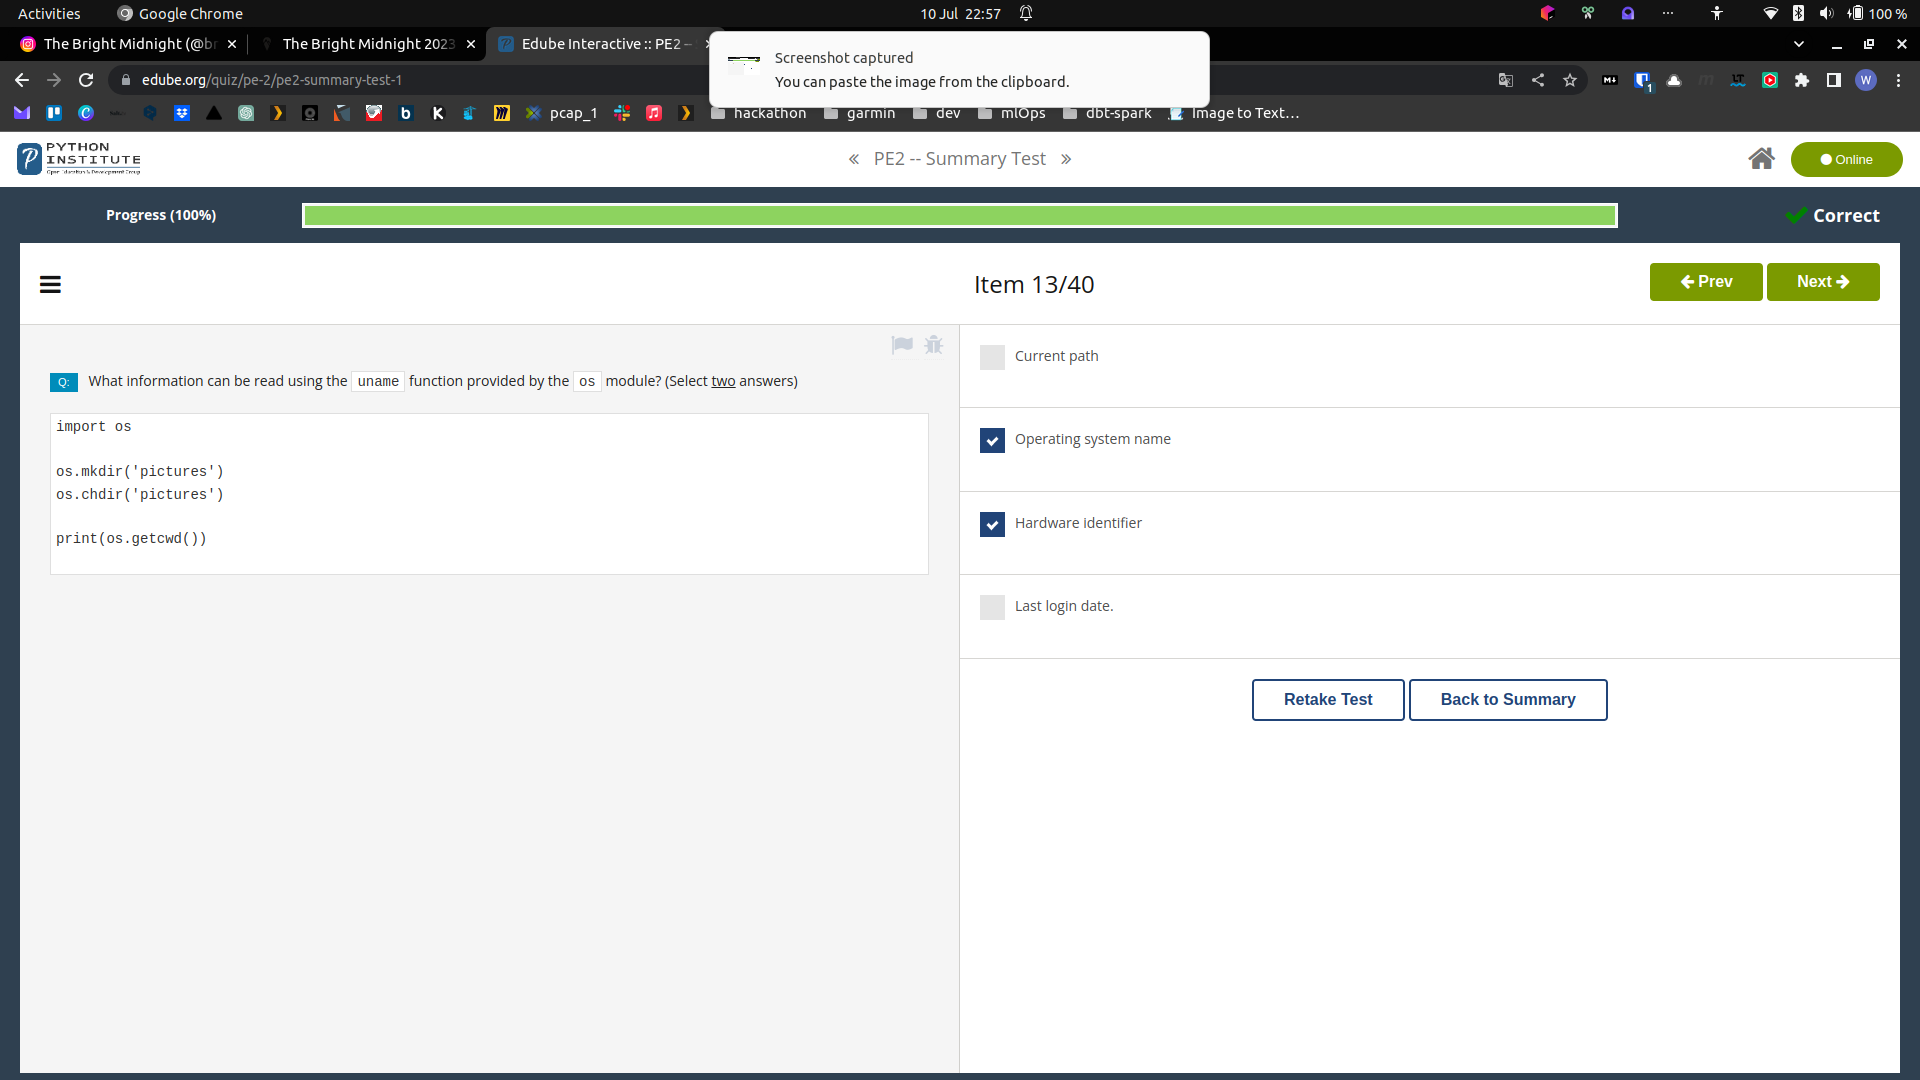 Activities
Google Chrome
10 Jul 22:57
100 %
The Bright Midnight (@br
The Bright Midnight 2023
Edube Interactive :: PE2 –
Screenshot captured
You can paste the image from the clipboard.
edube.org/quiz/pe-2/pe2-summary-test-1
pcap_1
hackathon
garmin
dev
mlOps
dbt-spark
Image to Text…
PYTHON
INSTITUTE
Open Education & Development Group
« PE2 -- Summary Test »
Online
Progress (100%)
Correct
Item 13/40
Prev
Next
Q: What information can be read using the uname function provided by the os module? (Select two answers)
import os
os.mkdir('pictures')
os.chdir('pictures')
print(os.getcwd())
Current path
Operating system name
Hardware identifier
Last login date.
Retake Test
Back to Summary